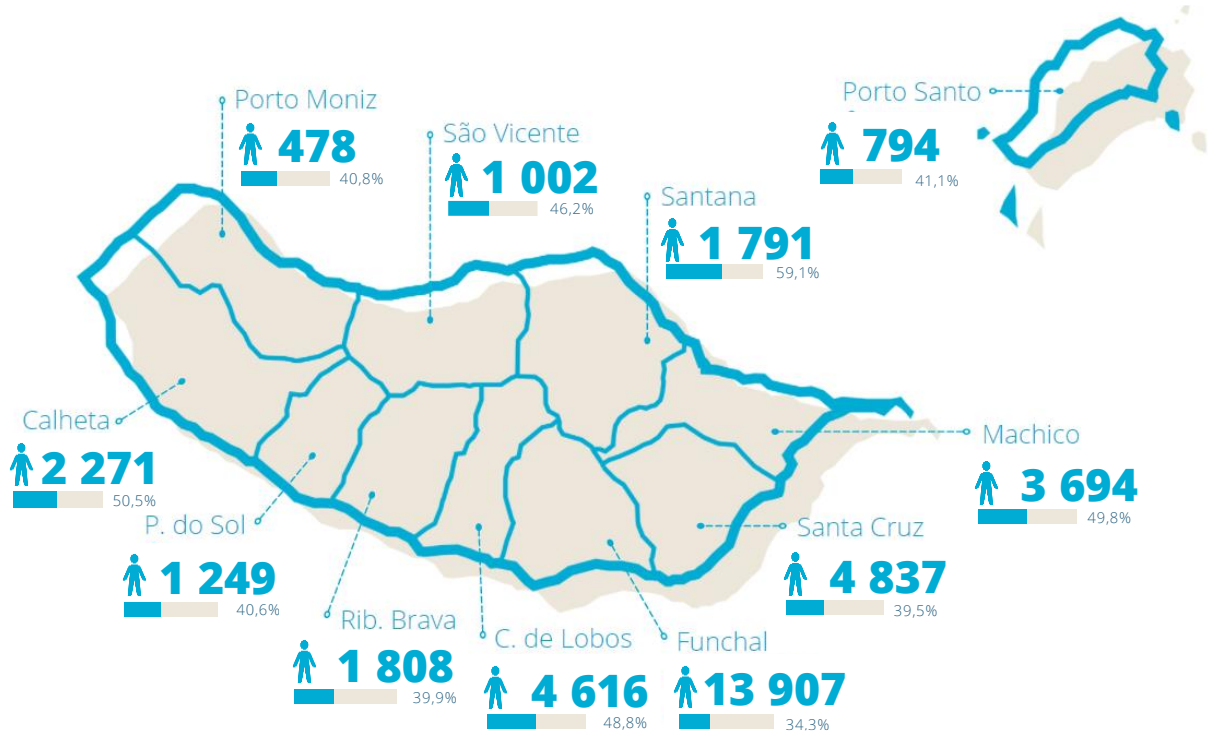 Porto Moniz
478
40,8%
São Vicente
1 002
46,2%
Santana
1 791
59,1%
Porto Santo
794
41,1%
Calheta
2 271
50,5%
P. do Sol
1 249
40,6%
Rib. Brava
1 808
39,9%
C. de Lobos
4 616
48,8%
Funchal
13 907
34,3%
Santa Cruz
4 837
39,5%
Machico
3 694
49,8%